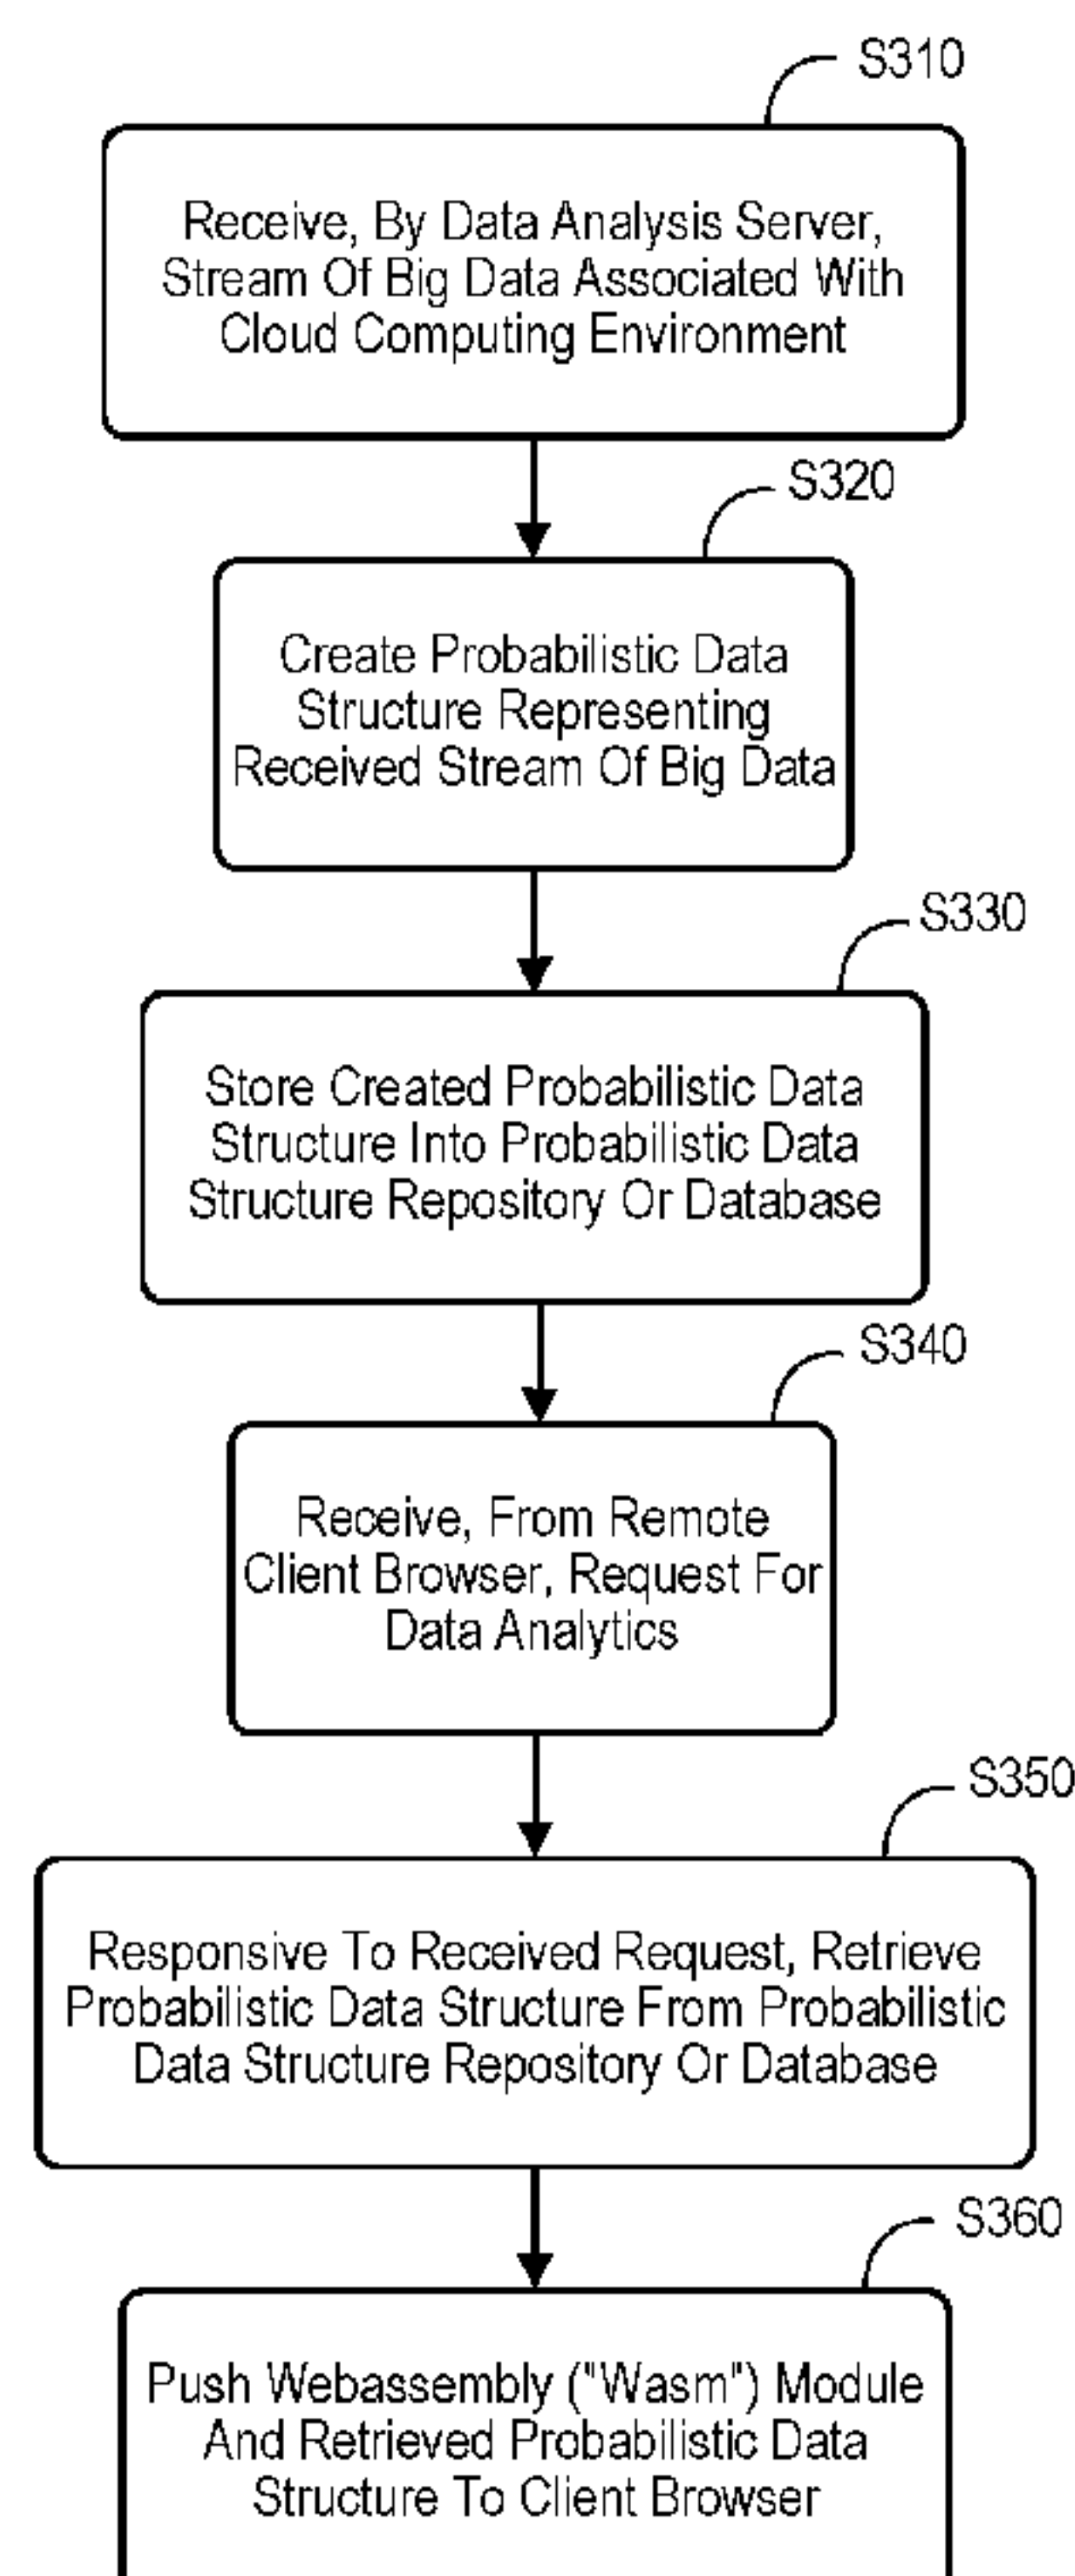 S310
Receive, By Data Analysis Server,
Stream Of Big Data Associated With
Cloud Computing Environment
S320
Create Probabilistic Data
Structure Representing
Received Stream Of Big Data
S330
Store Created Probabilistic Data
Structure Into Probabilistic Data
Structure Repository Or Database
S340
Receive, From Remote
Client Browser, Request For
Data Analytics
S350
Responsive To Received Request, Retrieve
Probabilistic Data Structure From Probabilistic
Data Structure Repository Or Database
S360
Push Webassembly ("Wasm") Module
And Retrieved Probabilistic Data
Structure To Client Browser